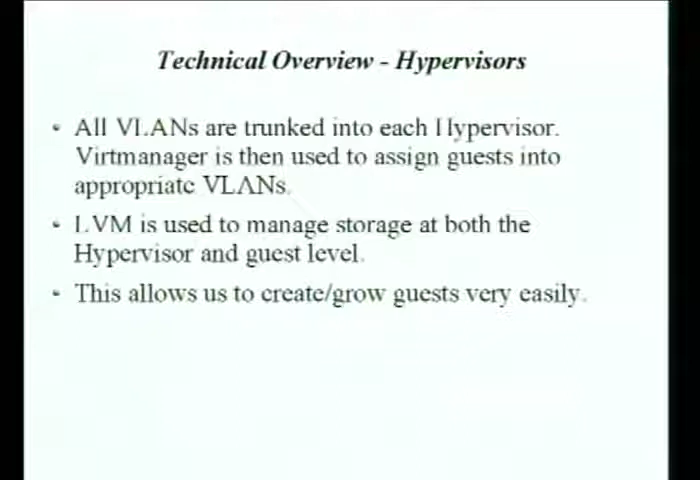 Technical Overview - Hypervisors
• All VLANs are trunked into each Hypervisor.
Virtmanager is then used to assign guests into
appropriate VLANs.
• LVM is used to manage storage at both the
Hypervisor and guest level.
• This allows us to create/grow guests very easily.